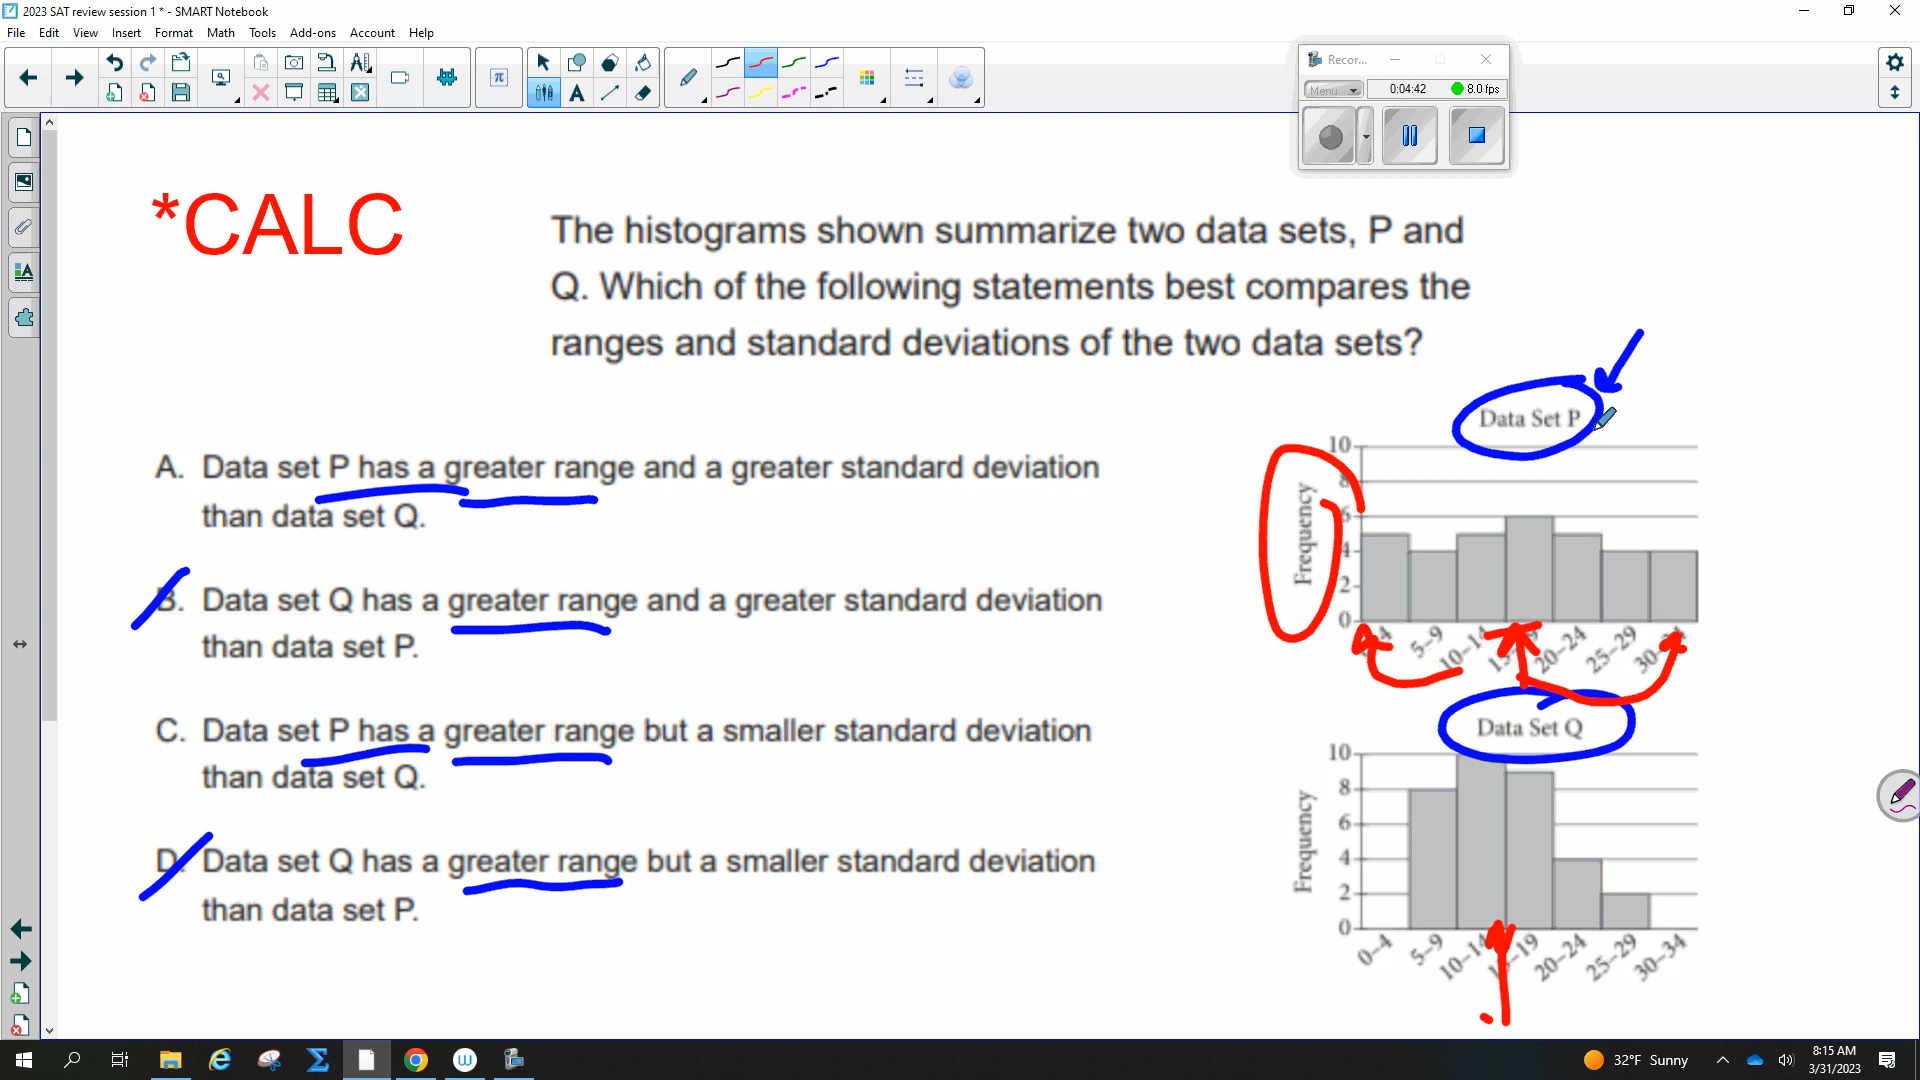 2023 SAT review session 1 * - SMART Notebook
File Edit View Insert Format Math Tools Add-ons Account Help
Recor...
Menu
0:04:42
8.0 fps
*CALC
The histograms shown summarize two data sets, P and
Q. Which of the following statements best compares the
ranges and standard deviations of the two data sets?
A. Data set P has a greater range and a greater standard deviation
than data set Q.
B. Data set Q has a greater range and a greater standard deviation
than data set P.
C. Data set P has a greater range but a smaller standard deviation
than data set Q.
D. Data set Q has a greater range but a smaller standard deviation
than data set P.
Data Set P
Frequency
10
8
6
4
2
0
5–9
10–14
20–24
25–29
Data Set Q
Frequency
10
8
6
4
2
0
0–4
5–9
10–14
15–19
20–24
25–29
30–34
32°F Sunny
8:15 AM
3/31/2023